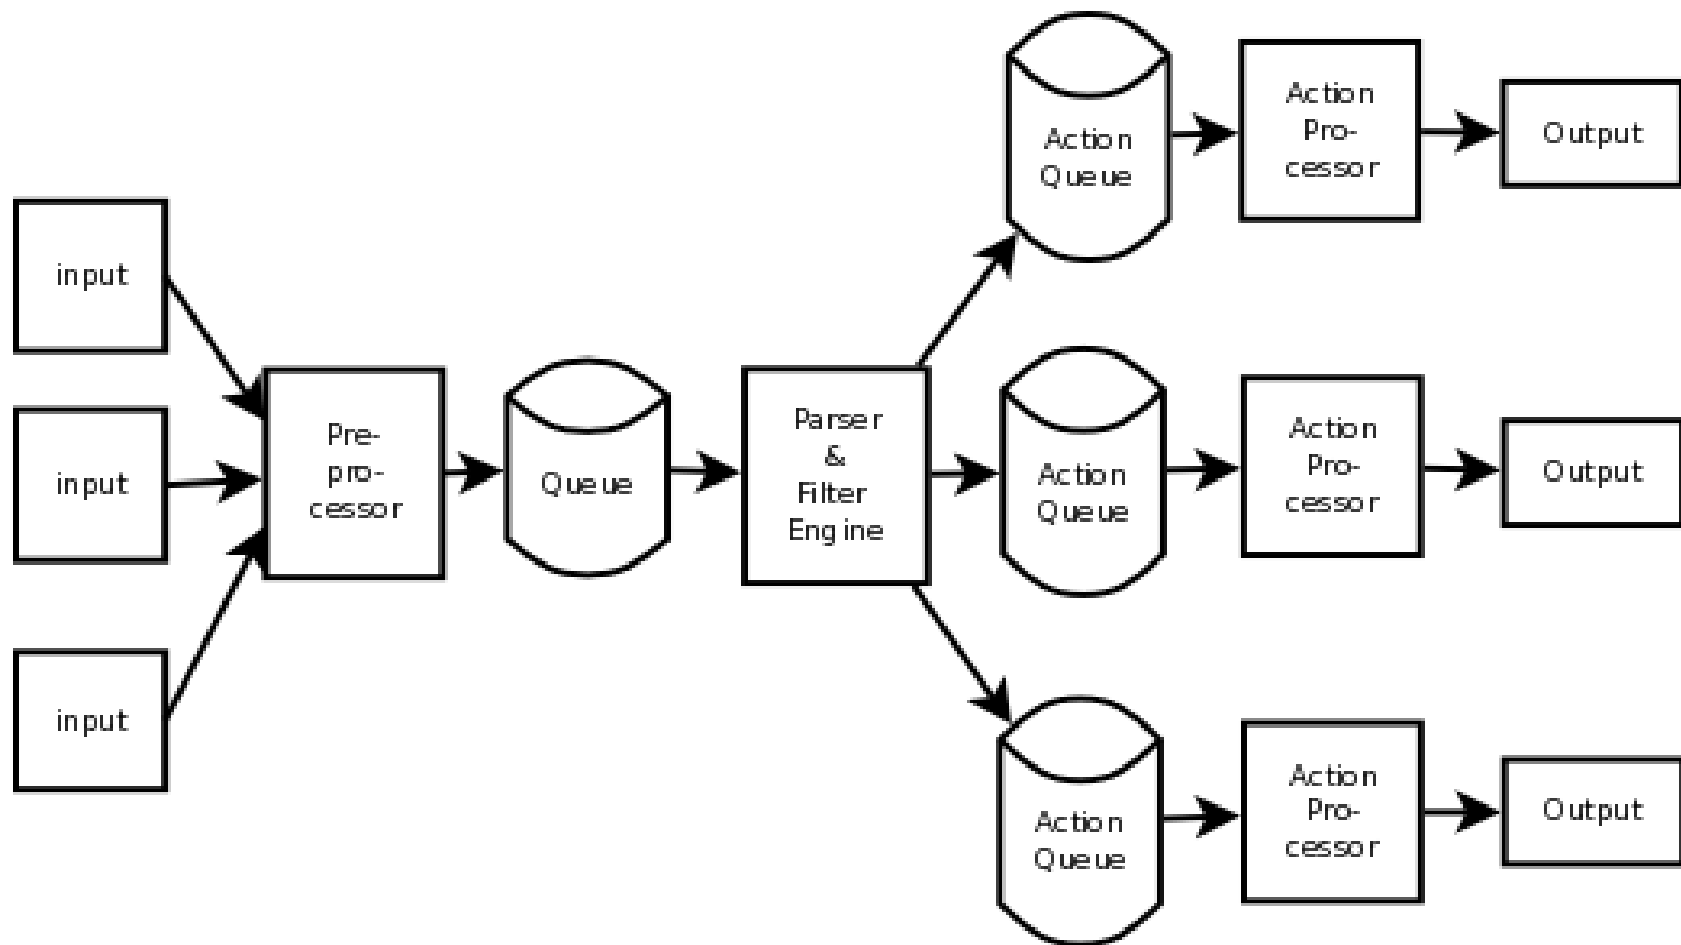 input
input
input
Pre-
pro-
cessor
Queue
Parser
&
Filter
Engine
Action
Queue
Action
Pro-
cessor
Output
Action
Queue
Action
Pro-
cessor
Output
Action
Queue
Action
Pro-
cessor
Output